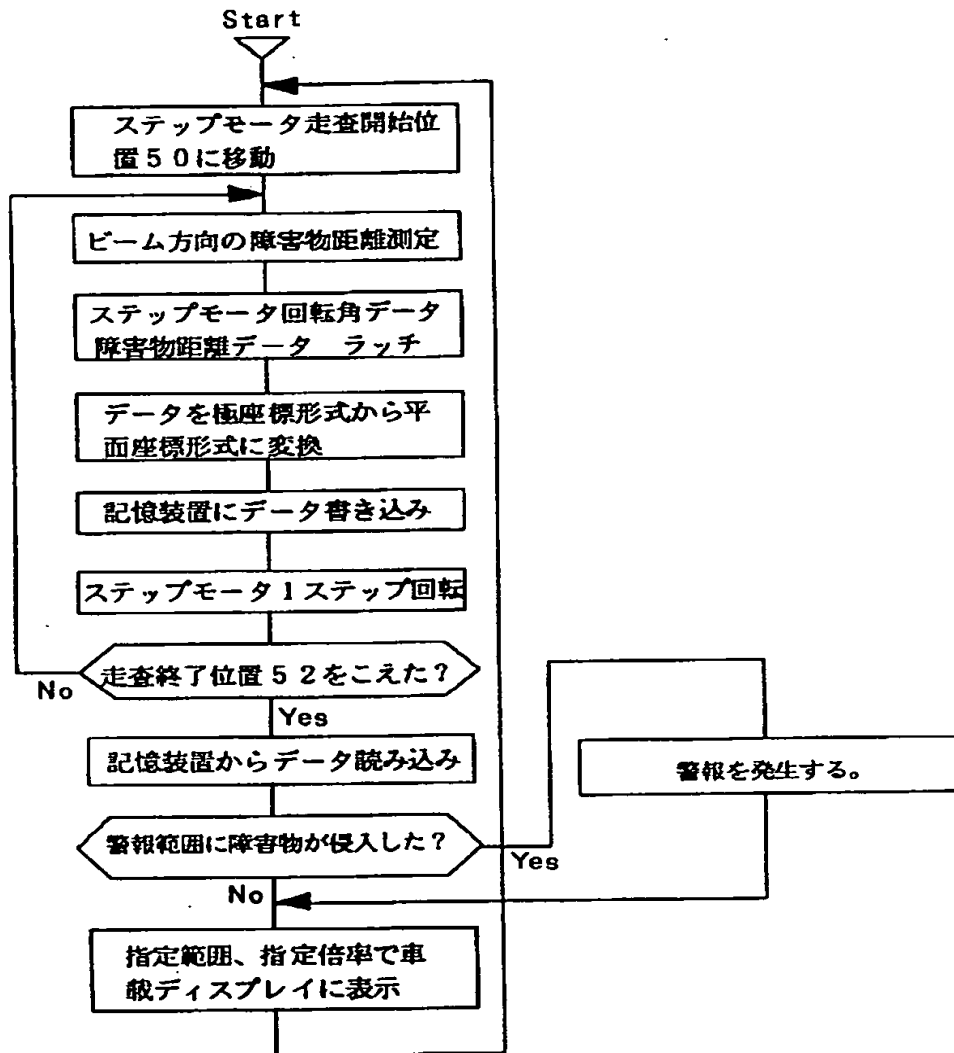 Start
ステップモータ走査開始位
置50に移動
ビーム方向の障害物距離測定
ステップモータ回転角データ
障害物距離データ　ラッチ
データを極座標形式から平
面座標形式に変換
記憶装置にデータ書き込み
ステップモータ1ステップ回転
走査終了位置52をこえた?
No
Yes
記憶装置からデータ読み込み
警報を発生する。
警報範囲に障害物が侵入した?
Yes
No
指定範囲、指定倍率で車
載ディスプレイに表示